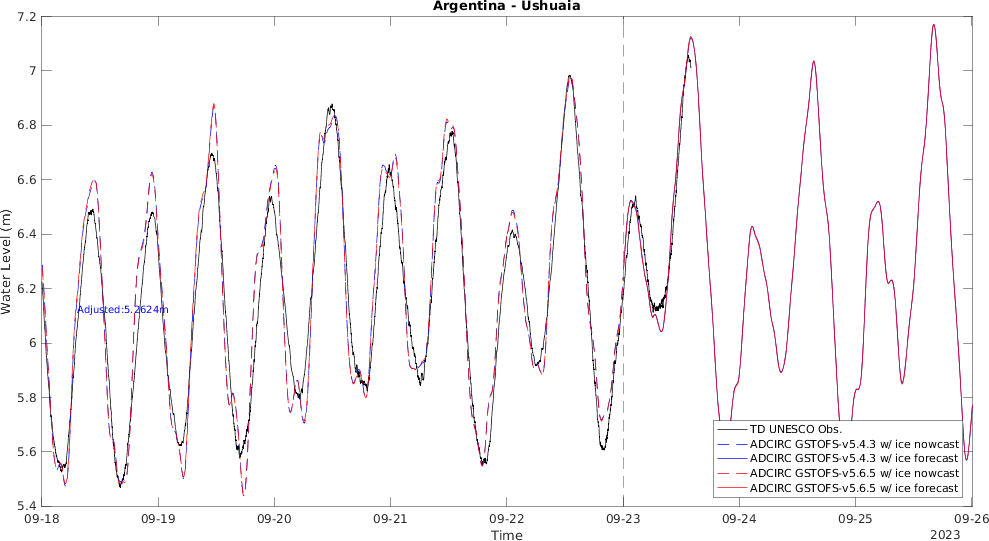 Argentina - Ushuaia
7.2
7
6.8
6.6
6.4
6.2
6
5.8
5.6
5.4
Water Level (m)
Adjusted:5.2624m
TD UNESCO Obs.
ADCIRC GSTOFS-v5.4.3 w/ ice nowcast
ADCIRC GSTOFS-v5.4.3 w/ ice forecast
ADCIRC GSTOFS-v5.6.5 w/ ice nowcast
ADCIRC GSTOFS-v5.6.5 w/ ice forecast
09-18 09-19 09-20 09-21 09-22 09-23 09-24 09-25 09-26
Time
2023